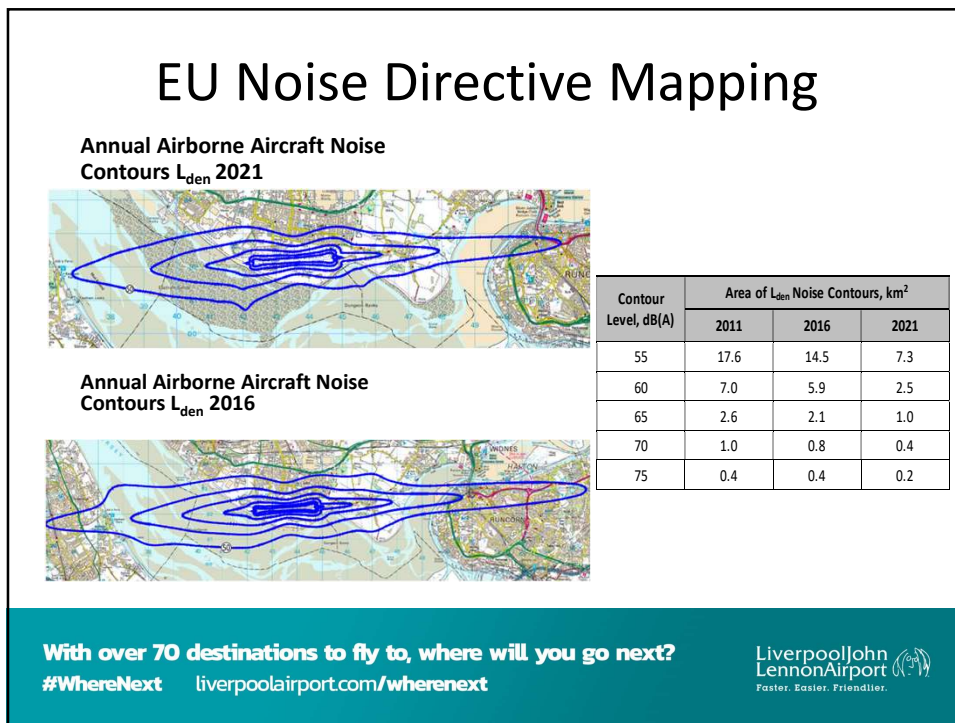 EU Noise Directive Mapping
Annual Airborne Aircraft Noise
Contours Lden 2021
RUNC
Annual Airborne Aircraft Noise
Contours Lden 2016
WIDNES
HALTON
RUNCORN
Contour Level, dB(A) Area of Lden Noise Contours, km²
2011 2016 2021
55 17.6 14.5 7.3
60 7.0 5.9 2.5
65 2.6 2.1 1.0
70 1.0 0.8 0.4
75 0.4 0.4 0.2
With over 70 destinations to fly to, where will you go next?
#WhereNext liverpoolairport.com/wherenext
LiverpoolJohn
LennonAirport
Faster. Easier. Friendlier.